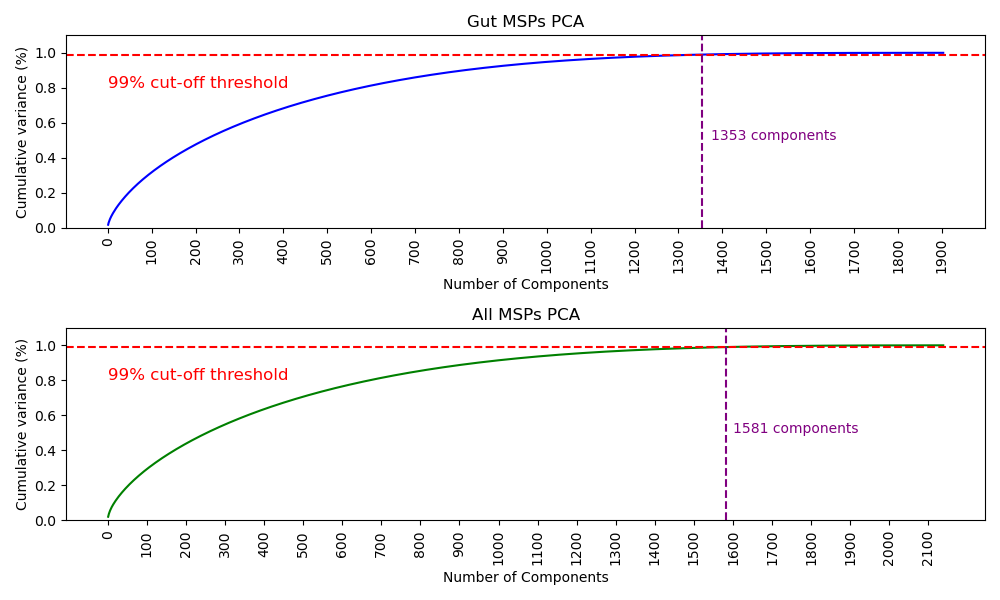 Gut MSPs PCA
Cumulative variance (%)
1.0
0.8
0.6
0.4
0.2
0.0
99% cut-off threshold
1353 components
0 100 200 300 400 500 600 700 800 900 1000 1100 1200 1300 1400 1500 1600 1700 1800 1900
Number of Components
All MSPs PCA
Cumulative variance (%)
1.0
0.8
0.6
0.4
0.2
0.0
99% cut-off threshold
1581 components
0 100 200 300 400 500 600 700 800 900 1000 1100 1200 1300 1400 1500 1600 1700 1800 1900 2000 2100
Number of Components